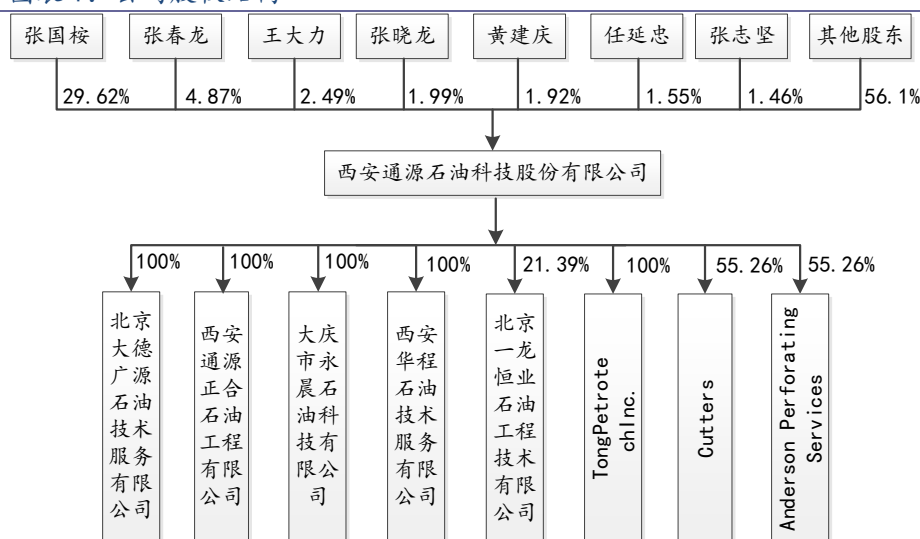 张国桉
张春龙
王大力
张晓龙
黄建庆
任延忠
张志坚
其他股东
29.62%
4.87%
2.49%
1.99%
1.92%
1.55%
1.46%
56.1%
西安通源石油科技股份有限公司
100%
100%
100%
100%
21.39%
100%
55.26%
55.26%
北京
大德
广源
石油
技术
服务
有限
公司
西安
通源
正合
石油
工程
有限
公司
大庆
市永
晨石
油科
技有
限公
司
西安
华程
石油
技术
服务
有限
公司
北京
一龙
恒业
石油
工程
技术
有限
公司
TongPetrote
chInc.
Cutters
Anderson Perforating
Services